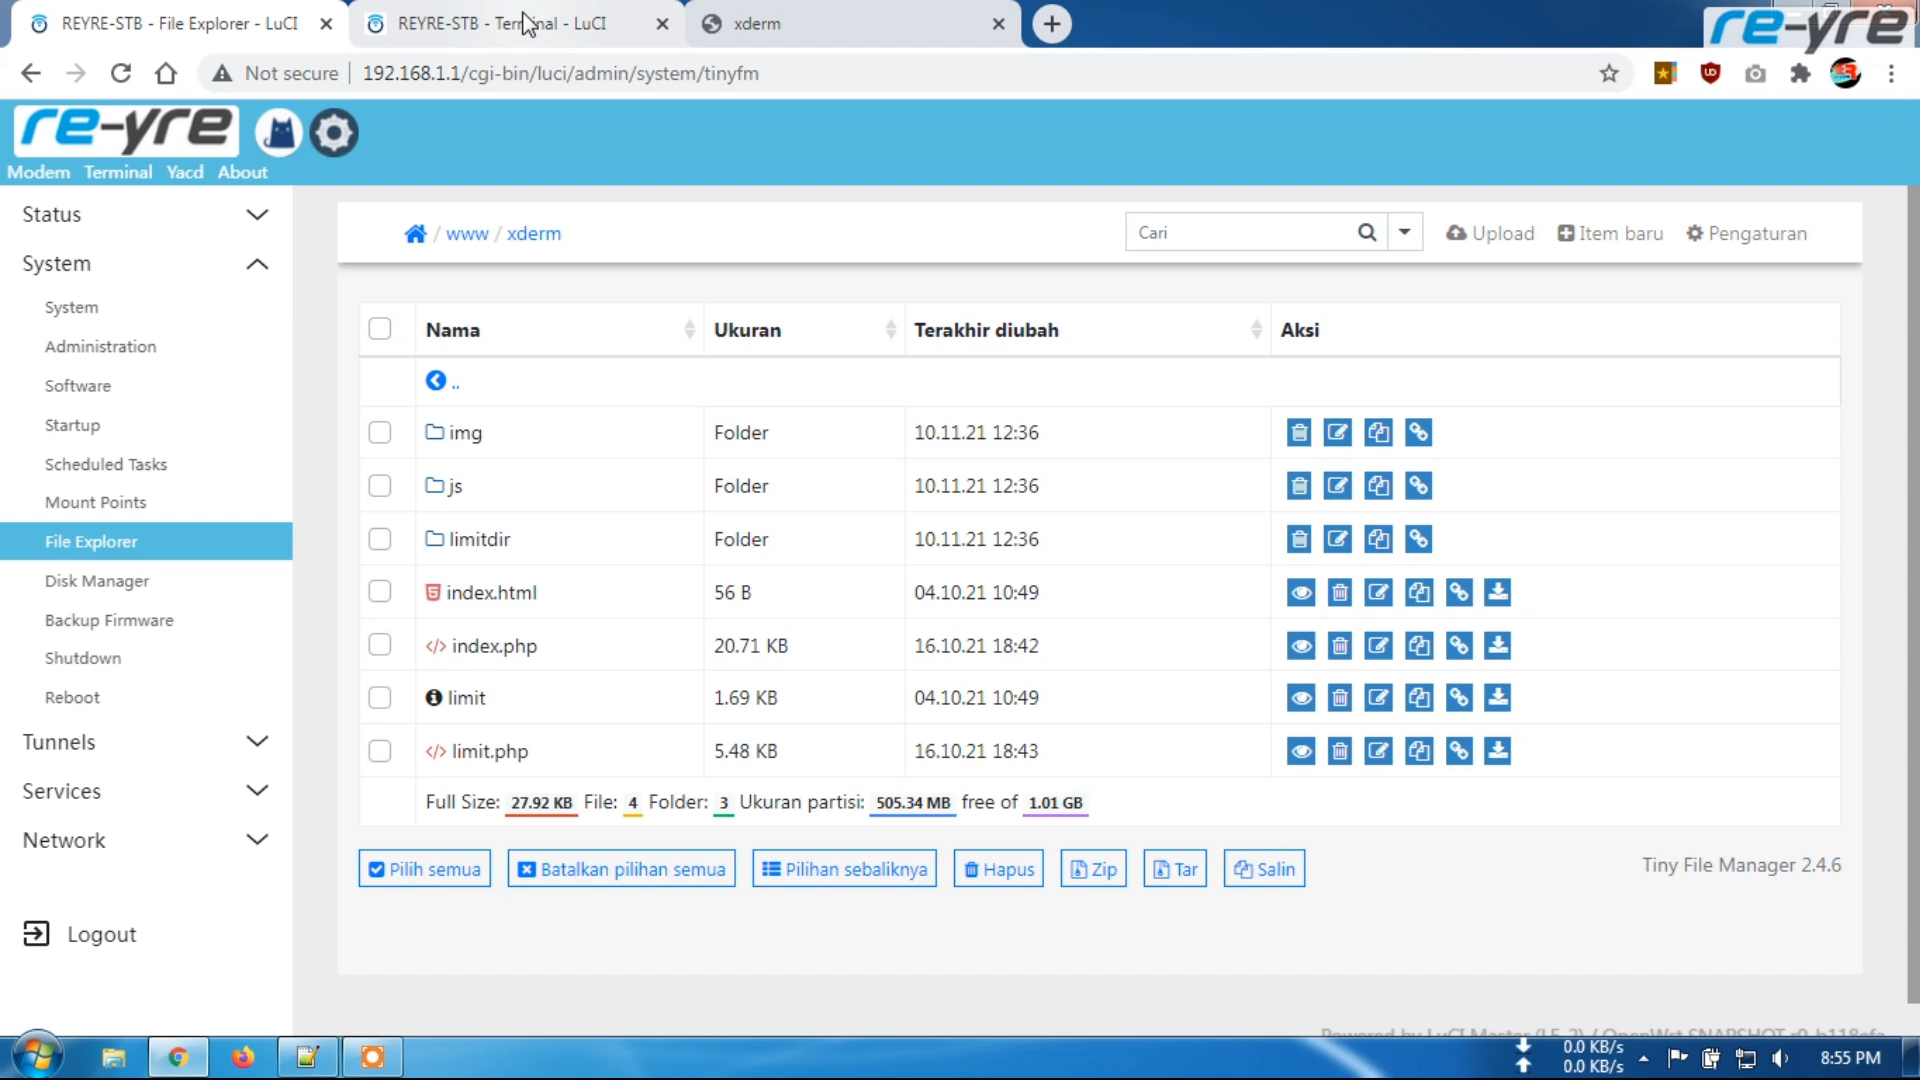 REYRE-STB - File Explorer - LuCI
REYRE-STB - Terminal - LuCI
xderm
re-yre
Not secure
192.168.1.1/cgi-bin/luci/admin/system/tinyfm
re-yre
Modem Terminal Yacd About
Status
System
System
Administration
Software
Startup
Scheduled Tasks
Mount Points
File Explorer
Disk Manager
Backup Firmware
Shutdown
Reboot
Tunnels
Services
Network
Logout
/ www / xderm
Cari
Upload
Item baru
Pengaturan
Nama Ukuran Terakhir diubah Aksi
..
img Folder 10.11.21 12:36
js Folder 10.11.21 12:36
limitdir Folder 10.11.21 12:36
index.html 56 B 04.10.21 10:49
index.php 20.71 KB 16.10.21 18:42
limit 1.69 KB 04.10.21 10:49
limit.php 5.48 KB 16.10.21 18:43
Full Size: 27.92 KB File: 4 Folder: 3 Ukuran partisi: 505.34 MB free of 1.01 GB
Pilih semua
Batalkan pilihan semua
Pilihan sebaliknya
Hapus
Zip
Tar
Salin
Tiny File Manager 2.4.6
Powered by LuCI Master / OpenWrt SNAPSHOT
0.0 KB/s
0.0 KB/s
8:55 PM